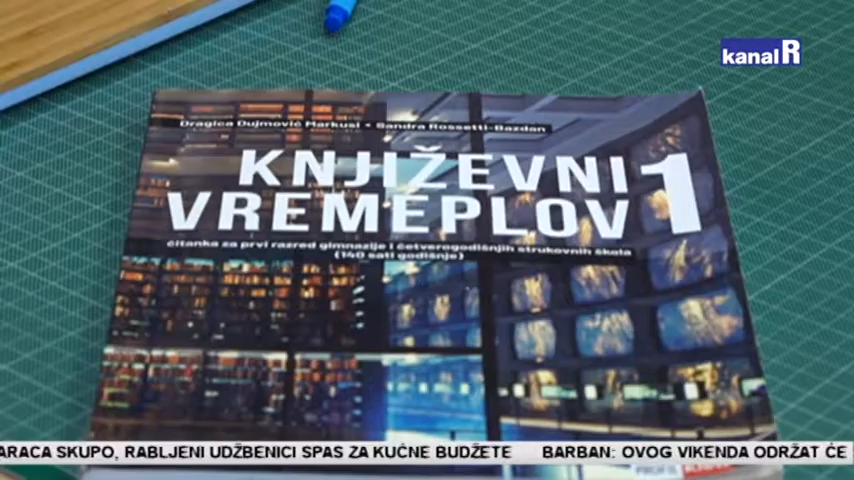 kanal R
Dragica Dujmović Markusi • Sandra Rossetti-Bazdan
KNJIŽEVNI 1
VREMEPLOV
čitanka za prvi razred gimnazije i četverogodišnjih strukovnih škola
(140 sati godišnje)
ARACA SKUPO, RABLJENI UDŽBENICI SPAS ZA KUĆNE BUDŽETE BARBAN: OVOG VIKENDA ODRŽAT ĆE